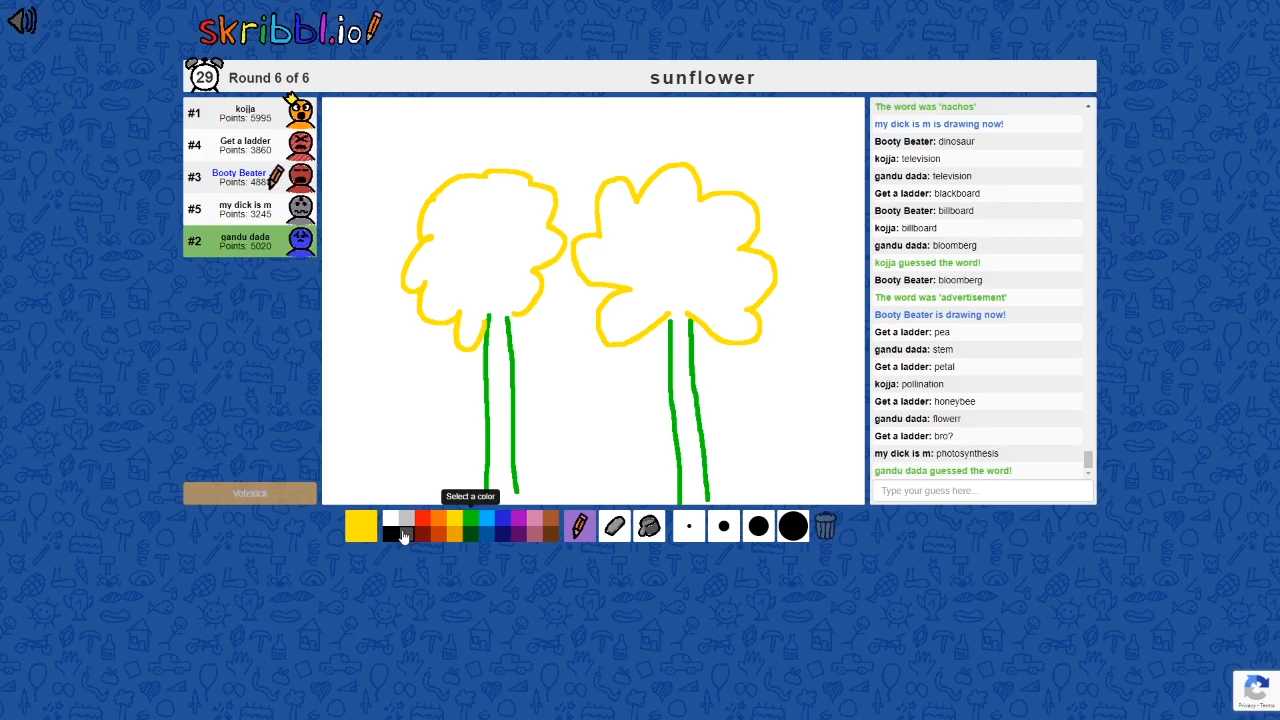 skribbl.io
29 Round 6 of 6 sunflower
#1 kojja
Points: 5995
#4 Get a ladder
Points: 3860
#3 Booty Beater
Points: 488
#5 my dick is m
Points: 3245
#2 gandu dada
Points: 5020
Votekick
The word was 'nachos'
my dick is m is drawing now!
Booty Beater: dinosaur
kojja: television
gandu dada: television
Get a ladder: blackboard
Booty Beater: billboard
kojja: billboard
gandu dada: bloomberg
kojja guessed the word!
Booty Beater: bloomberg
The word was 'advertisement'
Booty Beater is drawing now!
Get a ladder: pea
gandu dada: stem
Get a ladder: petal
kojja: pollination
Get a ladder: honeybee
gandu dada: flowerr
Get a ladder: bro?
my dick is m: photosynthesis
gandu dada guessed the word!
Type your guess here...
Select a color
Privacy - Terms